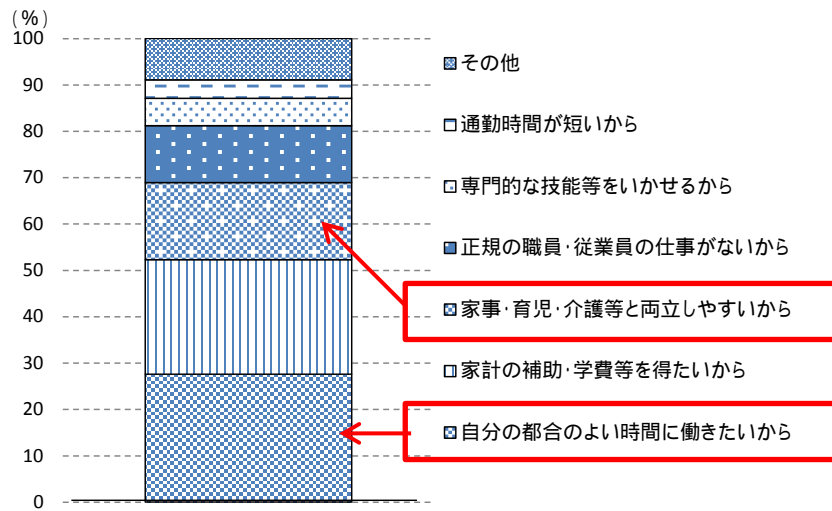 (%)
100
90
80
70
60
50
40
30
20
10
0
その他
通勤時間が短いから
専門的な技能等をいかせるから
正規の職員・従業員の仕事がないから
家事・育児・介護等と両立しやすいから
家計の補助・学費等を得たいから
自分の都合のよい時間に働きたいから